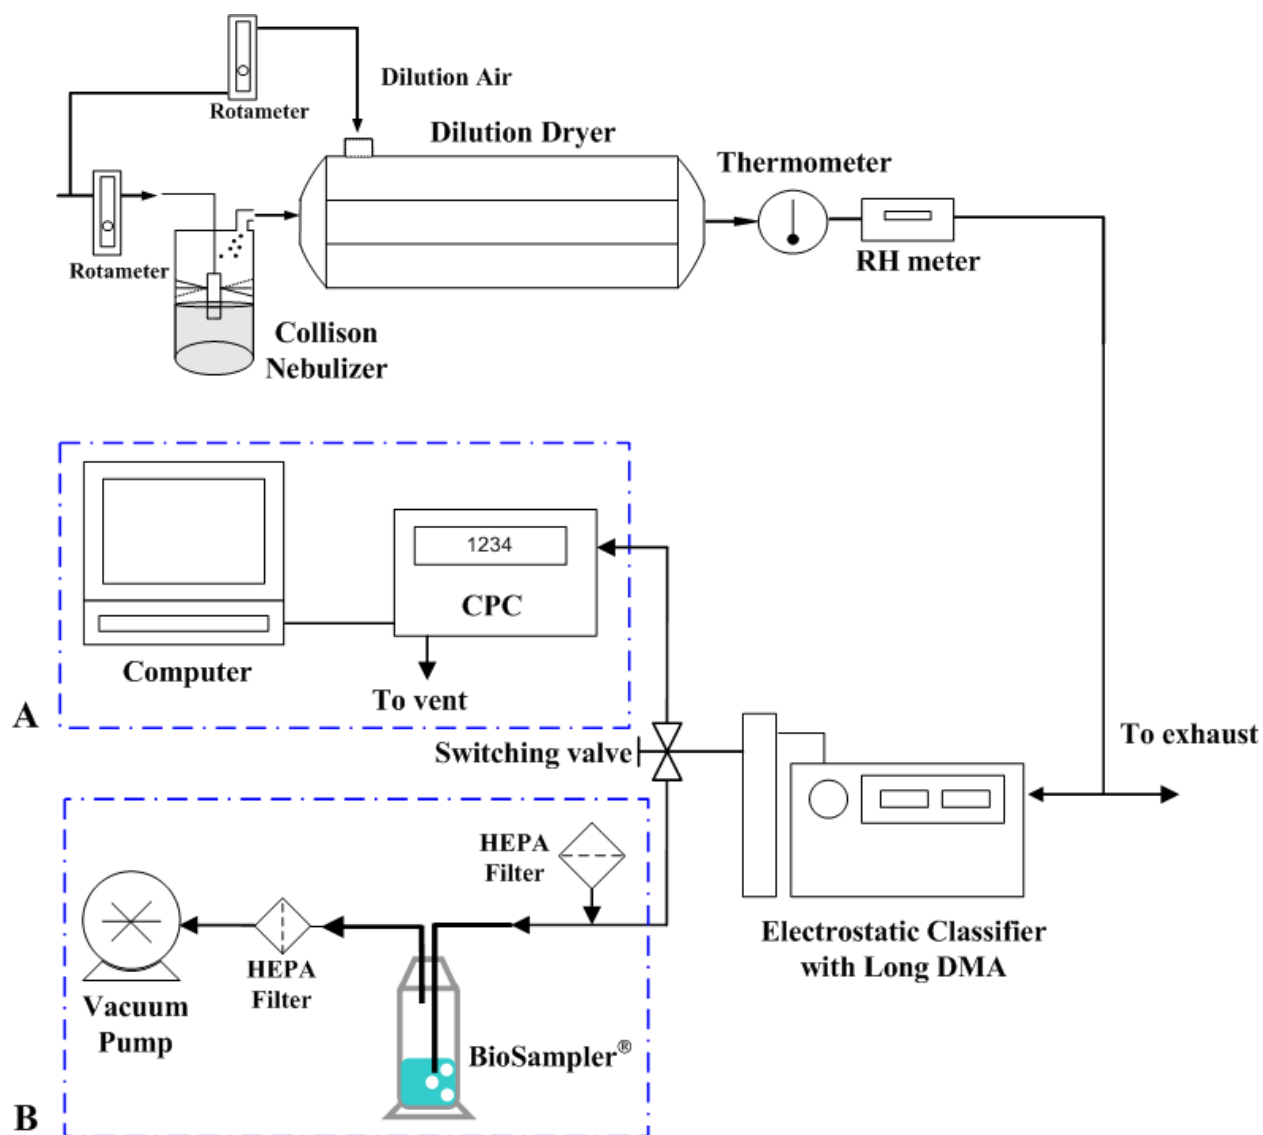 Dilution Air
Rotameter
Dilution Dryer
Thermometer
Rotameter
RH meter
Collison
Nebulizer
1234
CPC
Computer
To vent
A
Switching valve
To exhaust
HEPA
Filter
Electrostatic Classifier
with Long DMA
HEPA
Filter
Vacuum
Pump
BioSampler®
B